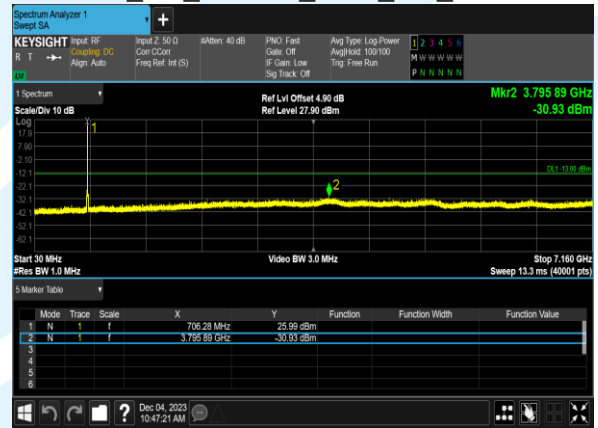 Spectrum Analyzer 1
Swept SA
+
KEYSIGHT Input: RF Input Z: 50 Ω #Atten: 40 dB PNO: Fast Avg Type: Log-Power 1 2 3 4 5 6
R T Coupling: DC Corr CCorr Gate: Off Avg|Hold: 100/100 M W W W W W
Align: Auto Freq Ref: Int (S) IF Gain: Low Trig: Free Run P N N N N N
Sig Track: Off
1 Spectrum Ref Lvl Offset 4.90 dB Mkr2 3.795 89 GHz
Scale/Div 10 dB Ref Level 27.90 dBm -30.93 dBm
Log
17.9
7.90
-2.10
-12.1
-22.1
-32.1
-42.1
-52.1
-62.1
1
DL1 -13.00 dBm
2
Start 30 MHz Video BW 3.0 MHz Stop 7.160 GHz
#Res BW 1.0 MHz Sweep 13.3 ms (40001 pts)
5 Marker Table
Mode Trace Scale X Y Function Function Width Function Value
1 N 1 f 706.28 MHz 25.99 dBm
2 N 1 f 3.795 89 GHz -30.93 dBm
3
4
5
6
? Dec 04, 2023
10:47:21 AM